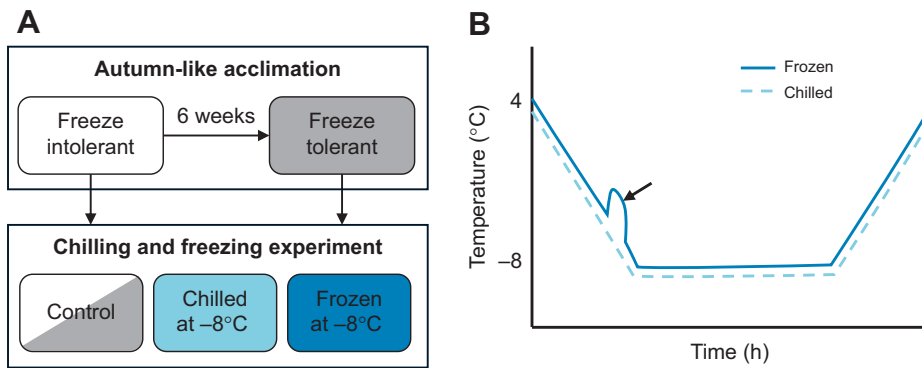 A
Autumn-like acclimation
Freeze
intolerant
6 weeks
Freeze
tolerant
Chilling and freezing experiment
Control
Chilled
at –8°C
Frozen
at –8°C
B
Frozen
Chilled
4
–8
Temperature (°C)
Time (h)